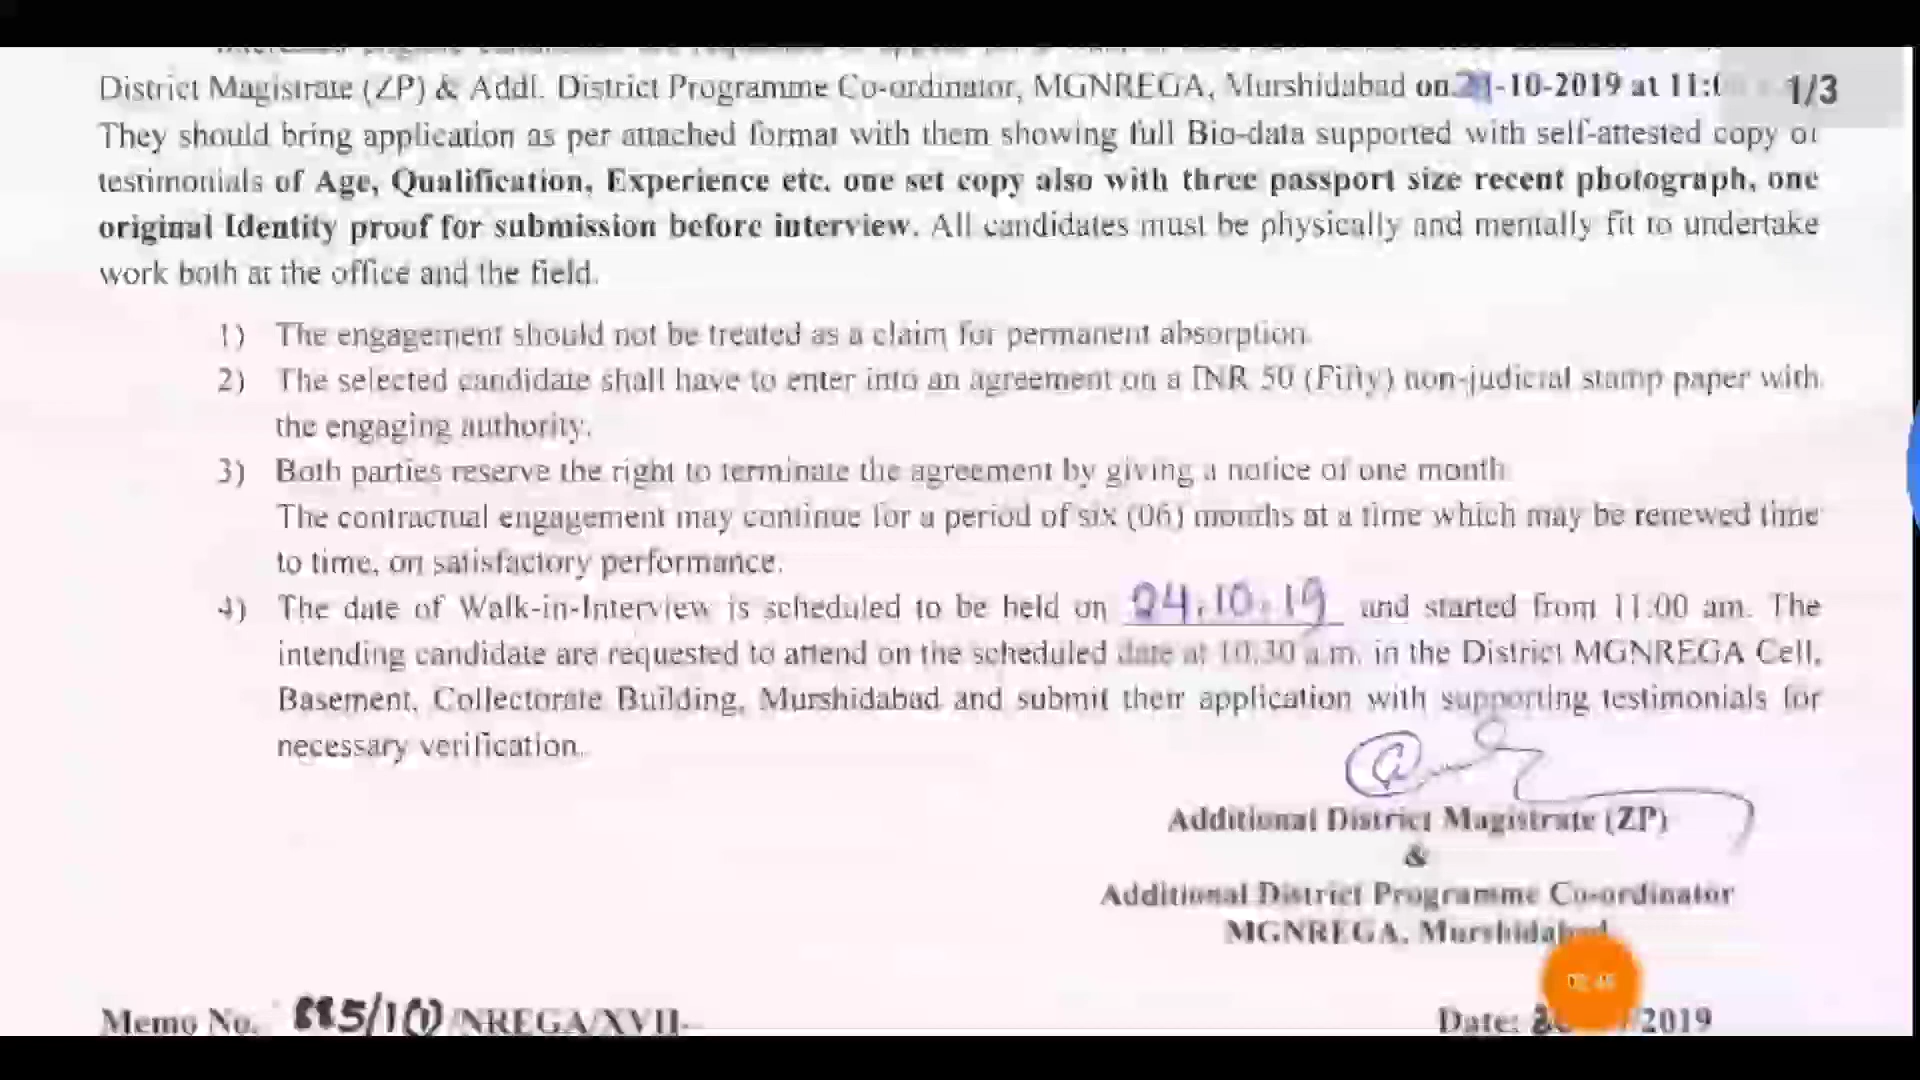 District Magistrate (ZP) & Addl. District Programme Co-ordinator, MGNREGA, Murshidabad on -10-2019 at
1/3
They should bring application as per attached format with them showing full Bio-data supported with self-attested copy of
testimonials of Age, Qualification, Experience etc. one set copy also with three passport size recent photograph, one
original Identity proof for submission before interview. All candidates must be physically and mentally fit to undertake
work both at the office and the field.
1) The engagement should not be treated as a claim for permanent absorption.
2) The selected candidate shall have to enter into an agreement on a INR 50 (Fifty) non-judicial stamp paper with
the engaging authority.
3) Both parties reserve the right to terminate the agreement by giving a notice of one month
The contractual engagement may continue for a period of six (06) months at a time which may be renewed time
to time, on satisfactory performance.
4) The date of Walk-in-Interview is scheduled to be held on 24.10.19 and started from 11:00 am. The
intending candidate are requested to attend on the scheduled date at 10.30 a.m. in the District MGNREGA Cell,
Basement, Collectorate Building, Murshidabad and submit their application with supporting testimonials for
necessary verification.
Additional District Magistrate (ZP)
&
Additional District Programme Co-ordinator
MGNREGA, Murshidabad
Memo No. /NREGA/XVII-
Date: /2019